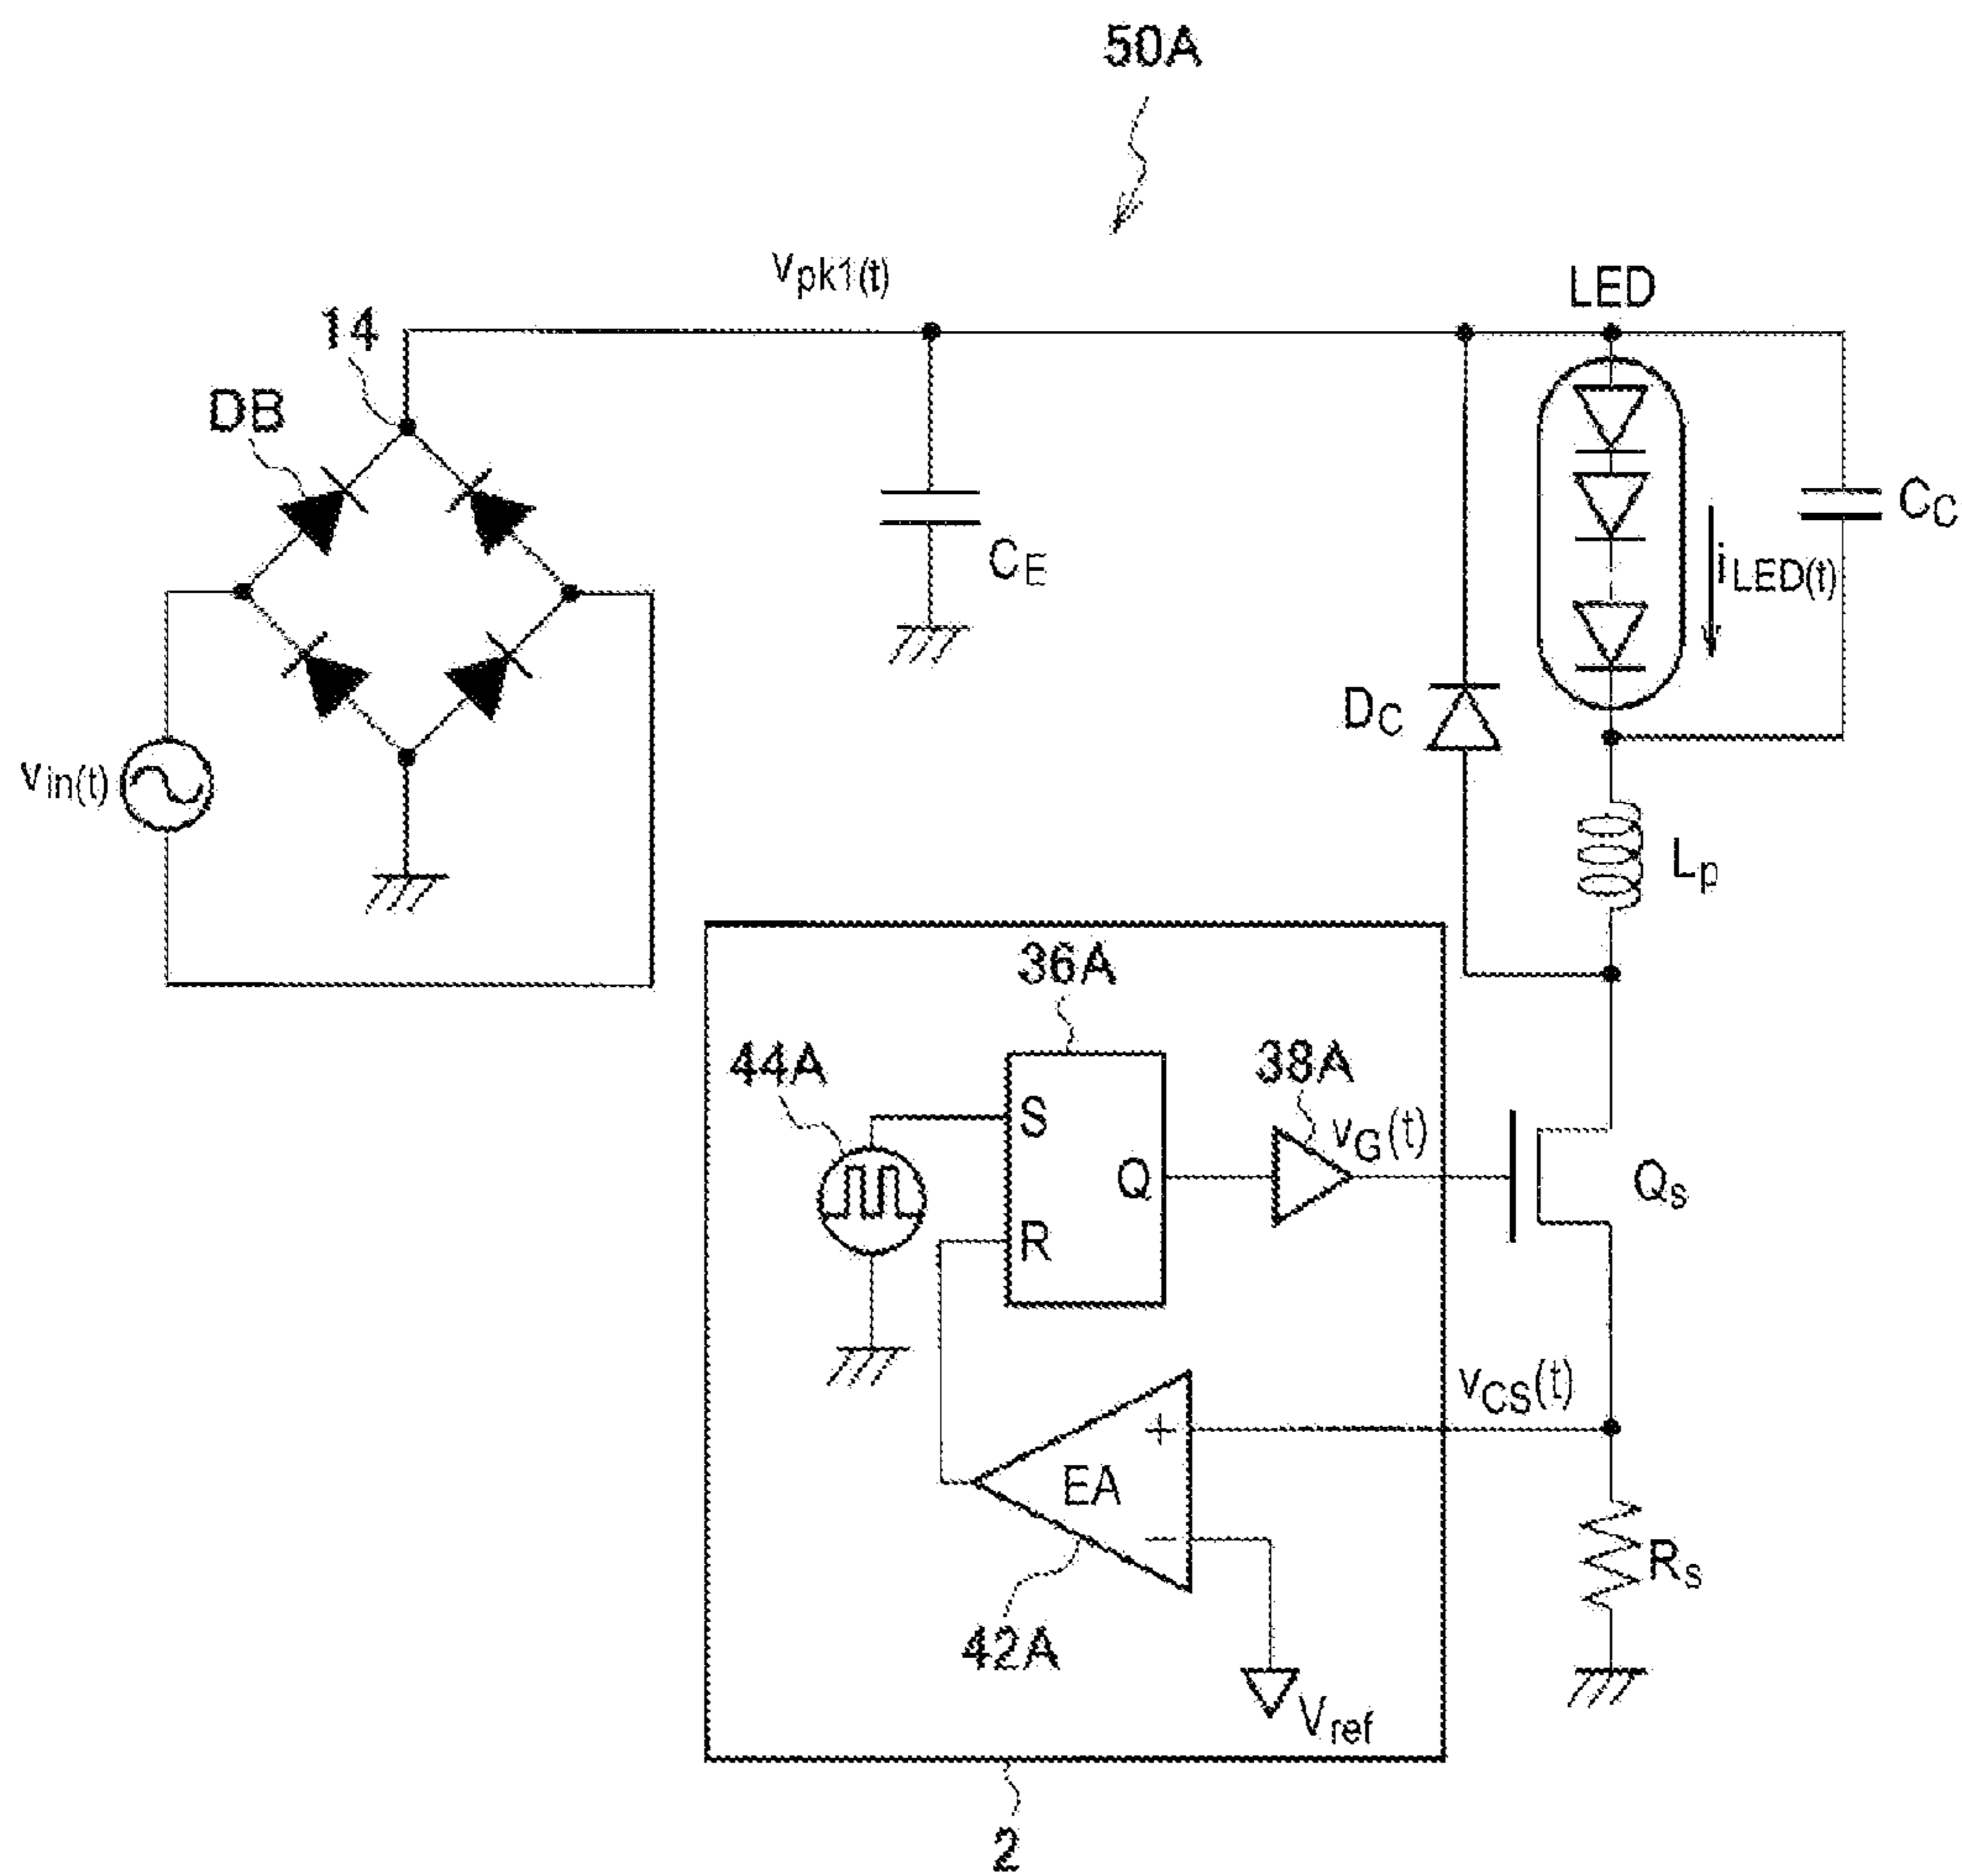 50A
vpk1(t)
LED
14
DB
CE
CC
iLED(t)
DC
vin(t)
Lp
36A
44A
38A
S
vG(t)
Q
Qs
R
vCS(t)
+
EA
−
Rs
42A
Vref
2